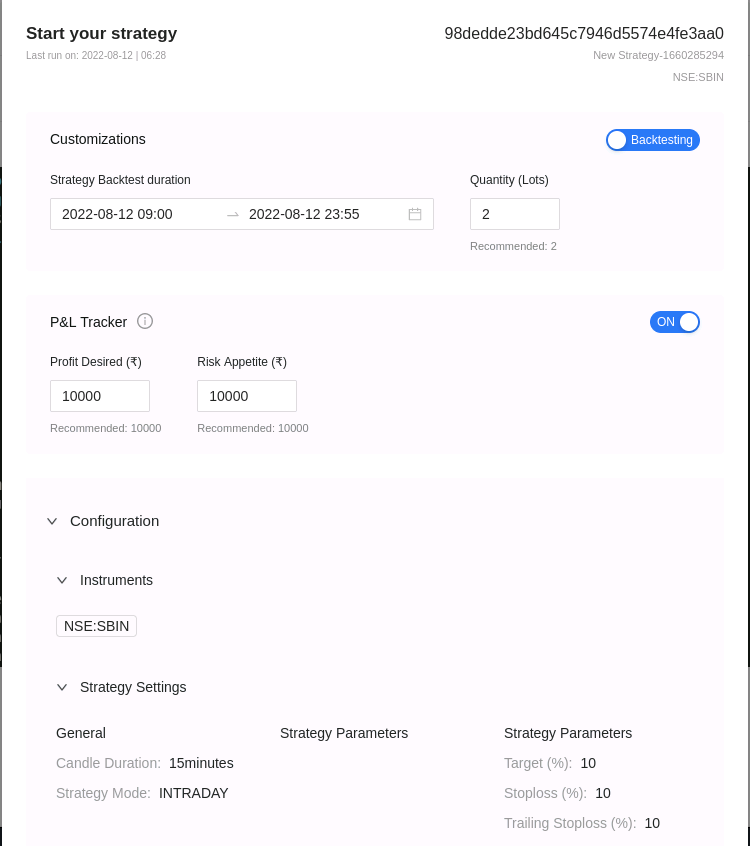 Start your strategy
98dedde23bd645c7946d5574e4fe3aa0
Last run on: 2022-08-12 | 06:28
New Strategy-1660285294
NSE:SBIN
Customizations
Backtesting
Strategy Backtest duration
Quantity (Lots)
2022-08-12 09:00 → 2022-08-12 23:55
2
Recommended: 2
P&L Tracker
ON
Profit Desired (₹)
Risk Appetite (₹)
10000
10000
Recommended: 10000
Recommended: 10000
Configuration
Instruments
NSE:SBIN
Strategy Settings
General
Strategy Parameters
Strategy Parameters
Candle Duration: 15minutes
Target (%): 10
Strategy Mode: INTRADAY
Stoploss (%): 10
Trailing Stoploss (%): 10